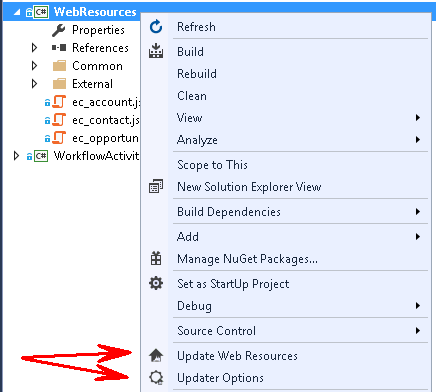 WebResources
Properties
References
Common
External
ec_account.j
ec_contact.js
ec_opportun
WorkflowActivit
Refresh
Build
Rebuild
Clean
View
Analyze
Scope to This
New Solution Explorer View
Build Dependencies
Add
Manage NuGet Packages...
Set as StartUp Project
Debug
Source Control
Update Web Resources
Updater Options